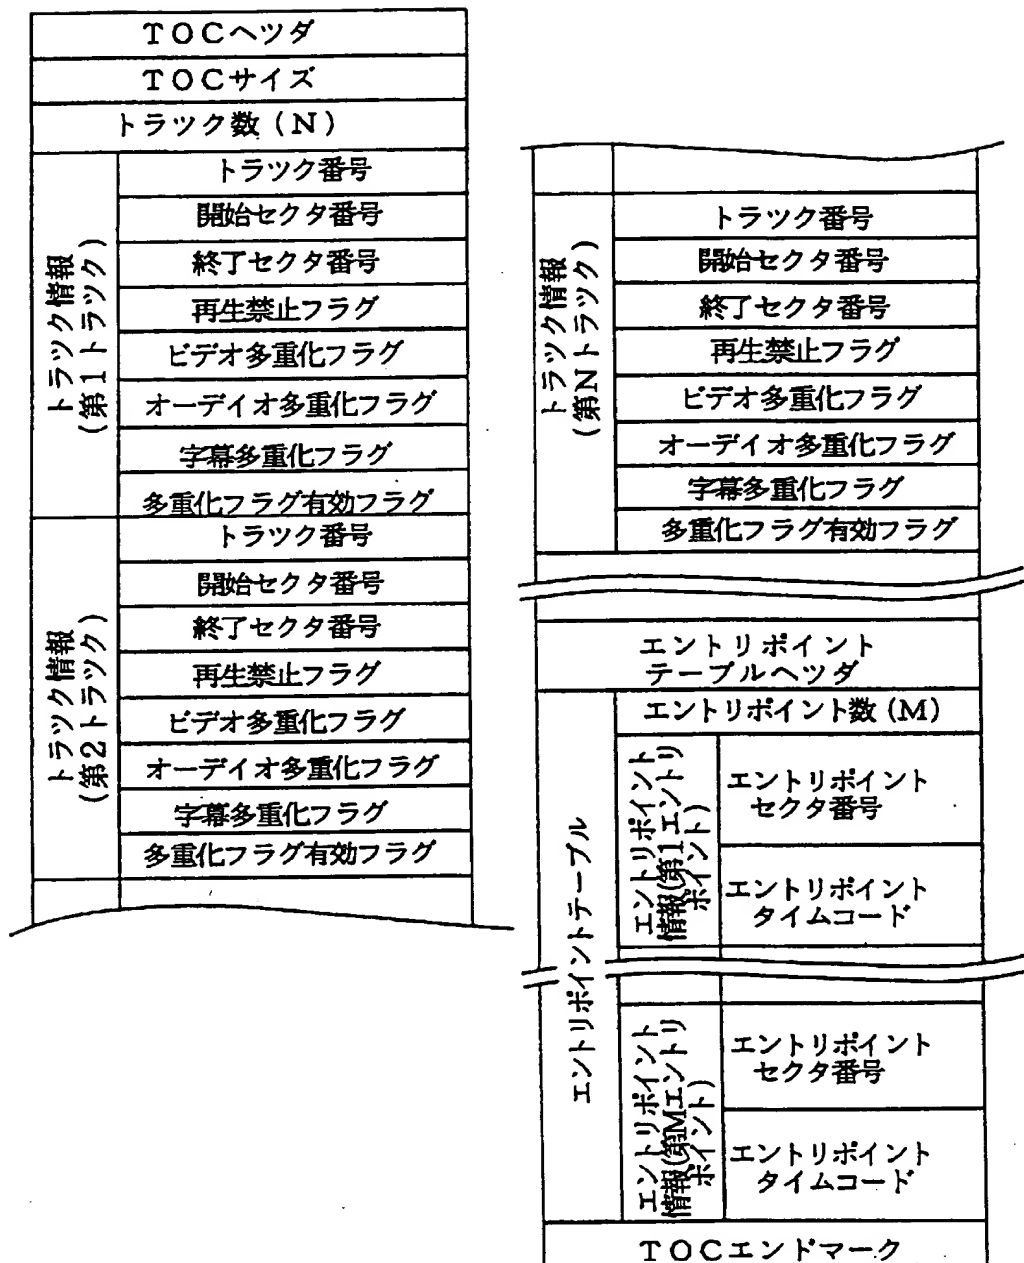 TOCヘツダ
TOCサイズ
トラツク数(N)
トラツク情報
(第1トラツク)
トラツク番号
開始セクタ番号
終了セクタ番号
再生禁止フラグ
ビデオ多重化フラグ
オーデイオ多重化フラグ
字幕多重化フラグ
多重化フラグ有効フラグ
トラツク情報
(第2トラツク)
トラツク番号
開始セクタ番号
終了セクタ番号
再生禁止フラグ
ビデオ多重化フラグ
オーデイオ多重化フラグ
字幕多重化フラグ
多重化フラグ有効フラグ
トラツク情報
(第Nトラツク)
トラツク番号
開始セクタ番号
終了セクタ番号
再生禁止フラグ
ビデオ多重化フラグ
オーデイオ多重化フラグ
字幕多重化フラグ
多重化フラグ有効フラグ
エントリポイント
テーブルヘツダ
エントリポイントテーブル
エントリポイント数(M)
エントリポイント
情報(第1エントリ
ポイント)
エントリポイント
セクタ番号
エントリポイント
タイムコード
エントリポイント
情報(第Mエントリ
ポイント)
エントリポイント
セクタ番号
エントリポイント
タイムコード
TOCエンドマーク